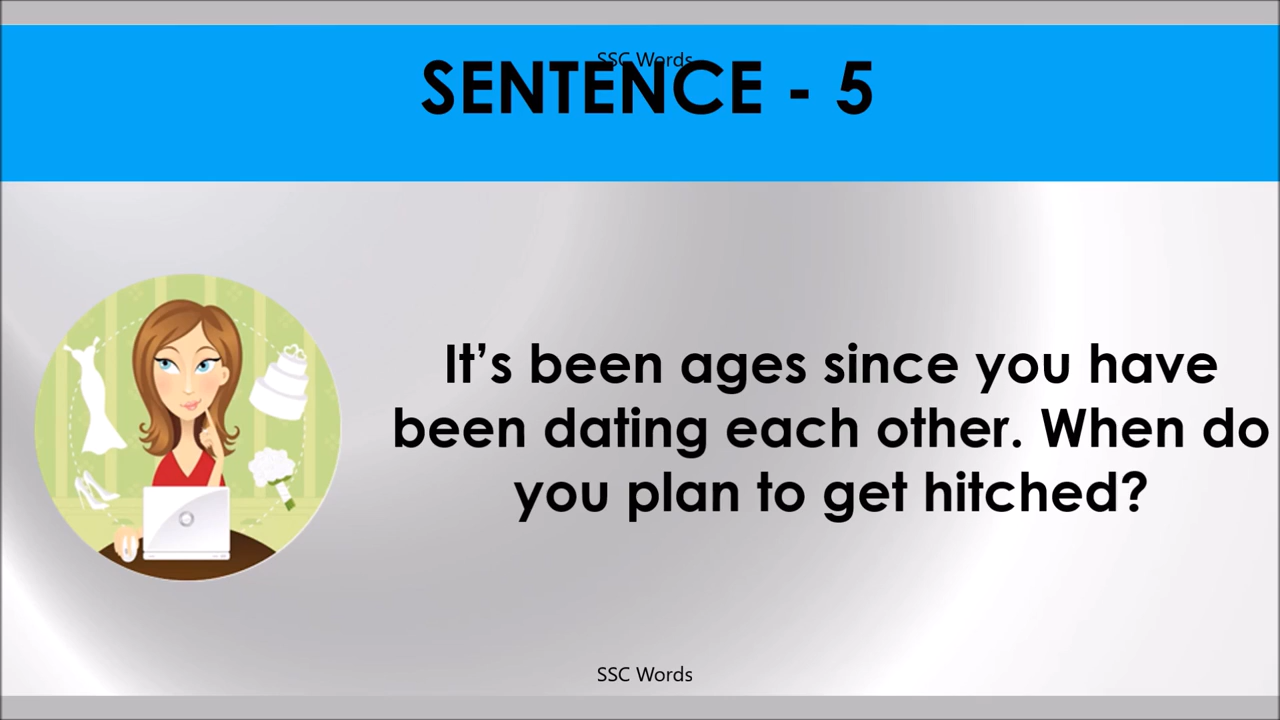 SSC Words
SENTENCE - 5
It’s been ages since you have
been dating each other. When do
you plan to get hitched?
SSC Words